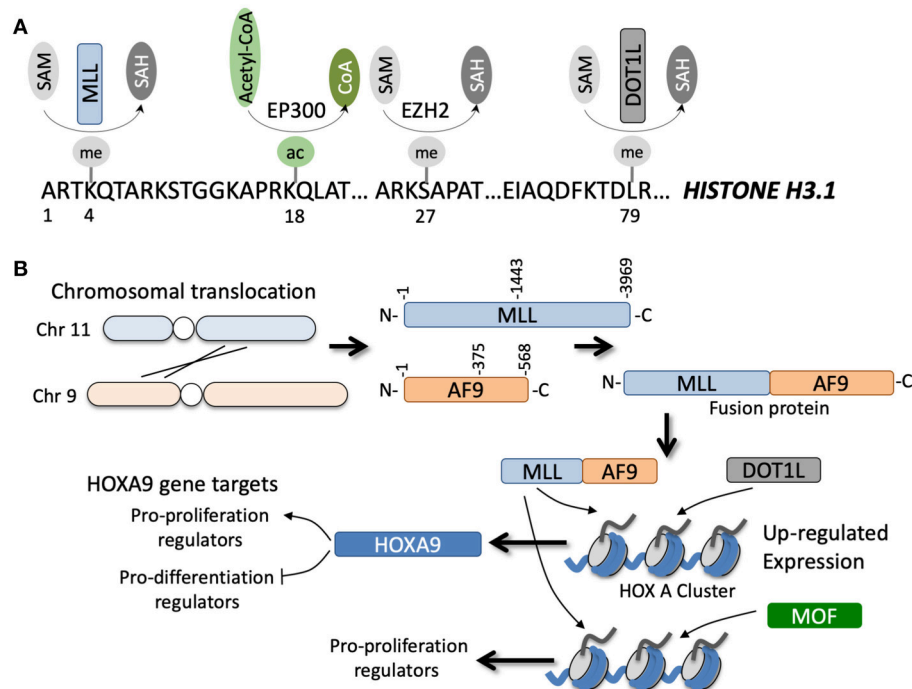 A
SAM
MLL
SAH
Acetyl-CoA
EP300
CoA
SAM
EZH2
SAH
SAM
DOT1L
SAH
me
ac
me
me
ARTKQTARKSTGGKAPRKQLAT... ARKSAPAT...EIAQDFKTDLR... HISTONE H3.1
1 4 18 27 79
B
Chromosomal translocation
Chr 11
Chr 9
-1
-1443
-3969
N- MLL -C
-1
-375
-568
N- AF9 -C
N- MLL AF9 -C
Fusion protein
MLL AF9
DOT1L
HOXA9 gene targets
Pro-proliferation
regulators
HOXA9
Pro-differentiation
regulators
Up-regulated
Expression
HOX A Cluster
MOF
Pro-proliferation
regulators